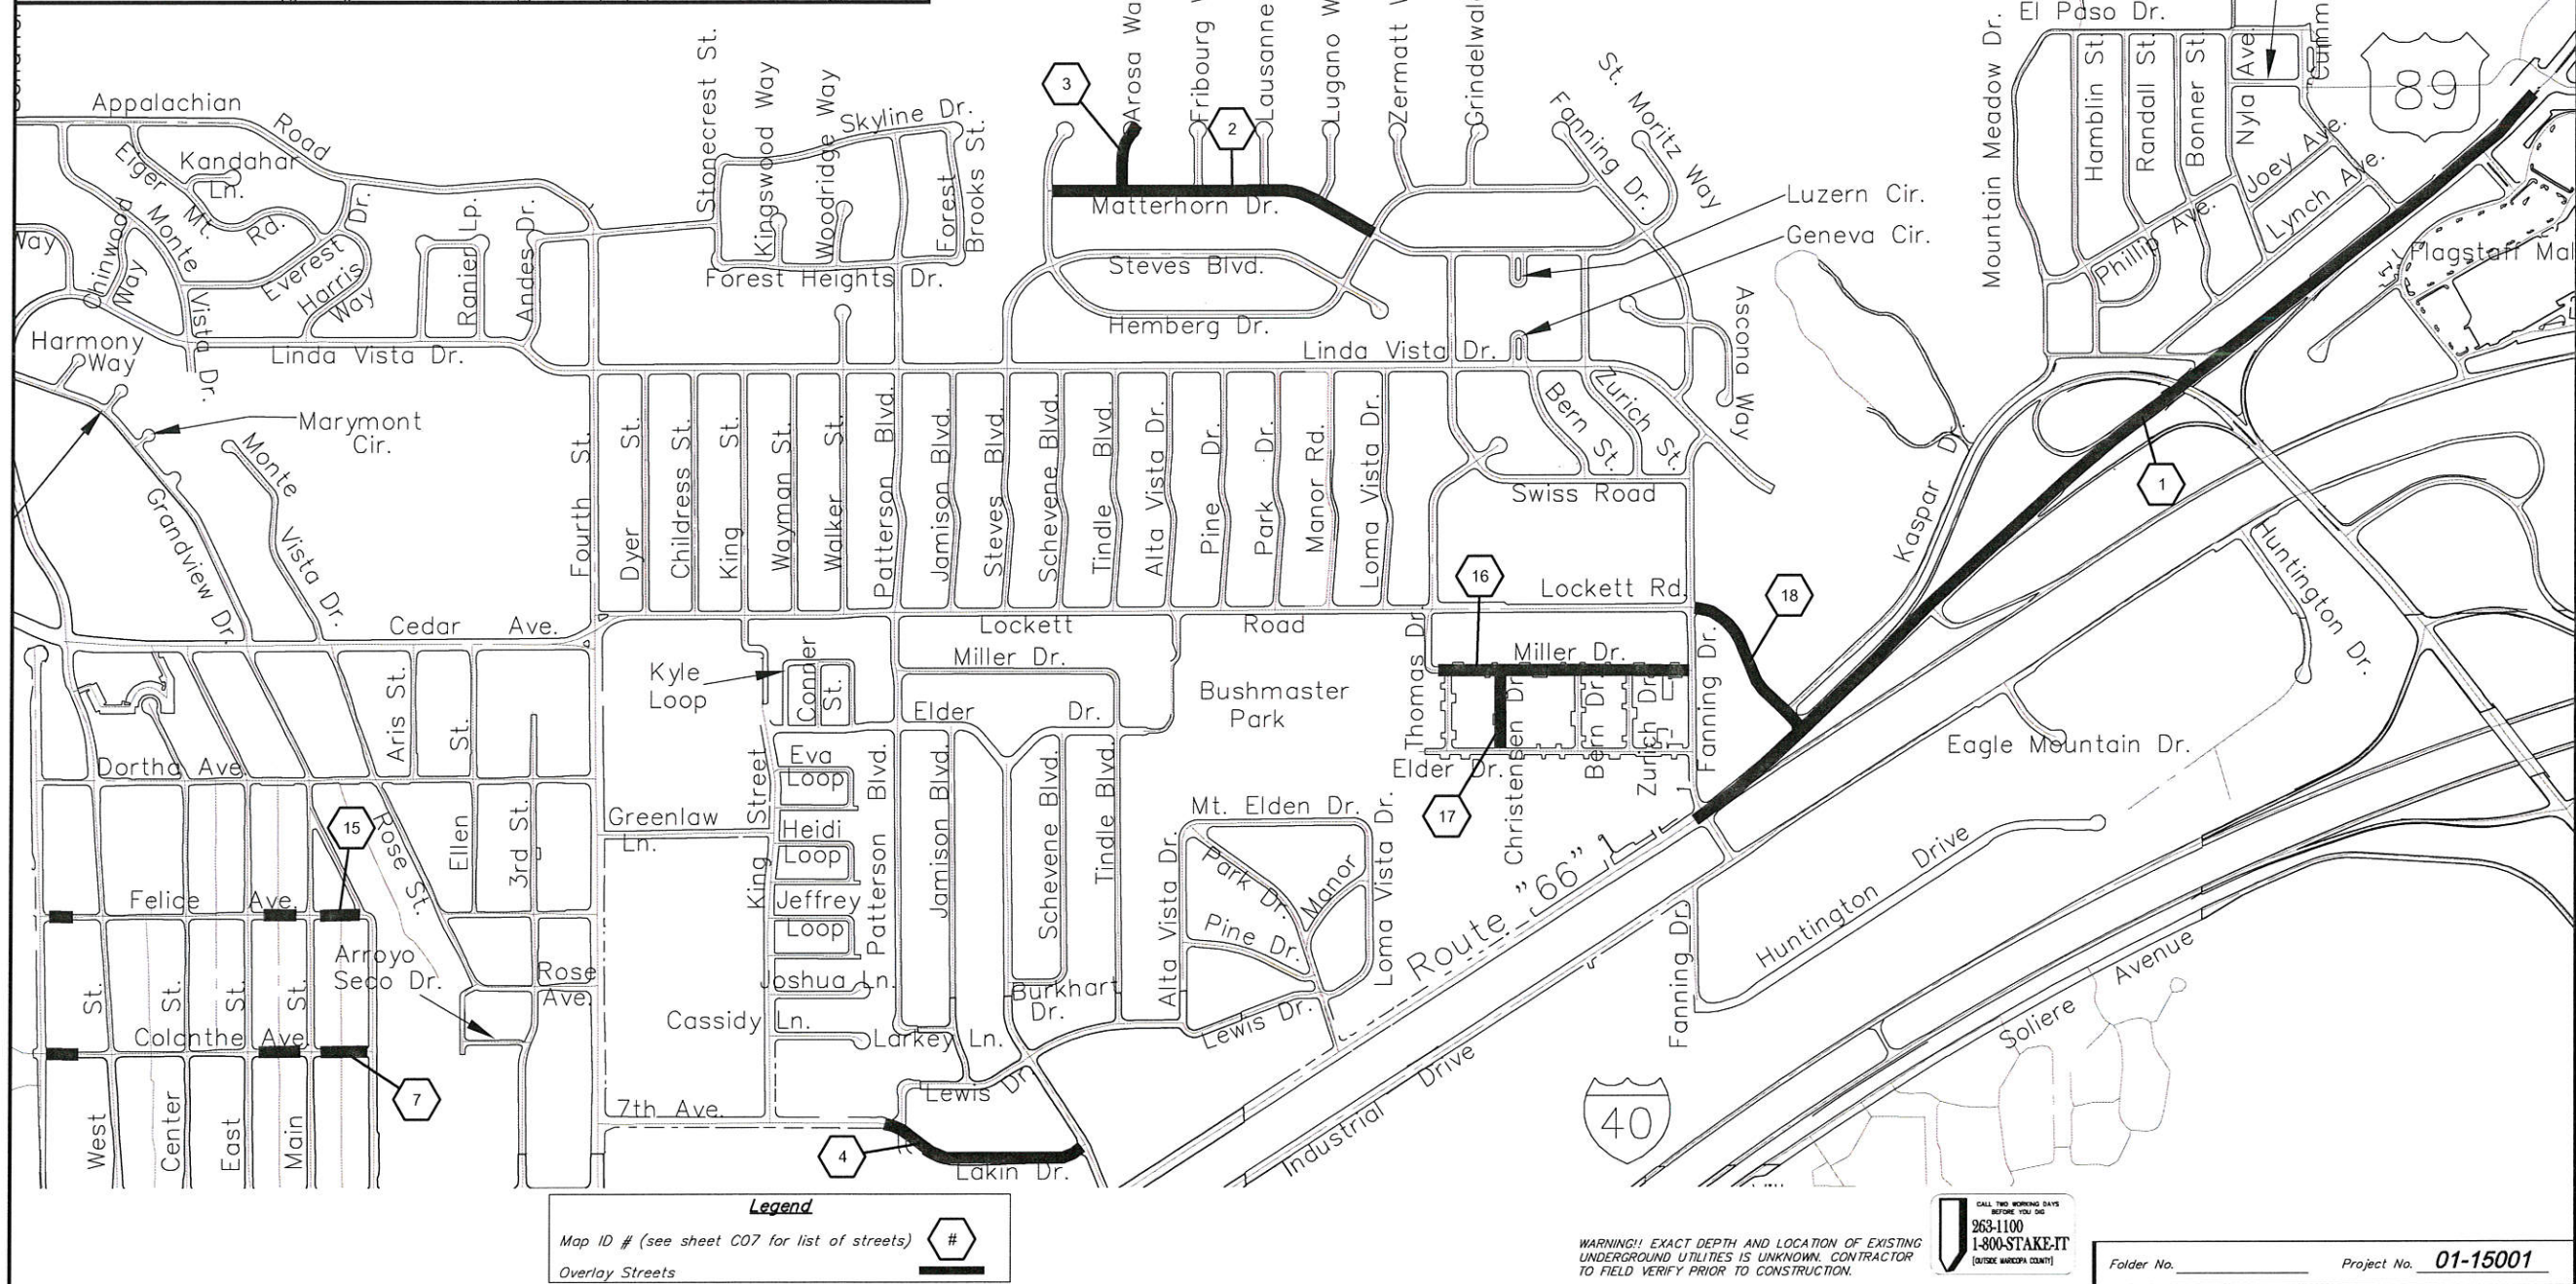 El Paso Dr.
Arosa Wa
Fribourg
Lausanne
Lugano W
Zermatt
Grindelwal
St. Moritz Way
Fanning Dr.
Mountain Meadow Dr.
Hamblin St.
Randall St.
Bonner St.
Nyla Ave.
89
3
2
Appalachian
Road
Kandahar
Ln.
Eiger
Mt.
Rd.
Chinwood
Way
Monte
Vista Dr.
Everest
Dr.
Harris
Way
Way
Ranier Lp.
Andes Dr.
Stonecrest St.
Kingswood Way
Woodridge Way
Skyline Dr.
Forest
Brooks St.
Forest Heights Dr.
Matterhorn Dr.
Steves Blvd.
Hemberg Dr.
Luzern Cir.
Geneva Cir.
Ascona Way
Joey Ave.
Lynch Ave.
Phillip Ave.
Flagstaff Mal
Harmony
Way
Linda Vista Dr.
Linda Vista Dr.
Marymont
Cir.
Monte
Vista Dr.
Grandview Dr.
Fourth St.
Dyer St.
Childress St.
King St.
Wayman St.
Walker St.
Patterson Blvd.
Jamison Blvd.
Steves Blvd.
Schevene Blvd.
Tindle Blvd.
Alta Vista Dr.
Pine Dr.
Park Dr.
Manor Rd.
Loma Vista Dr.
Bern St.
Zurich St.
Swiss Road
Kaspar Dr.
1
Huntington Dr.
16
18
Lockett Rd.
Cedar Ave.
Lockett Road
Kyle
Loop
Conner
St.
Miller Dr.
Miller Dr.
Bushmaster
Park
Thomas Dr.
Christensen Dr.
Bern Dr.
Zurich Dr.
Fanning Dr.
Aris St.
Ellen St.
3rd St.
Elder Dr.
Elder Dr.
Eagle Mountain Dr.
Dortha Ave.
Eva
Loop
17
15
Rose St.
Greenlaw
Ln.
King Street
Heidi
Loop
Patterson Blvd.
Jamison Blvd.
Schevene Blvd.
Tindle Blvd.
Alta Vista Dr.
Mt. Elden Dr.
Park Dr.
Manor
Pine Dr.
Loma Vista Dr.
Route "66"
Huntington Drive
Felice Ave.
Jeffrey
Loop
Arroyo
Seco Dr.
Rose
Ave.
Joshua Ln.
Burkhart
Dr.
Cassidy Ln.
Larkey Ln.
Lewis Dr.
Lewis Dr.
Fanning Dr.
Soliere Avenue
West St.
Center St.
East St.
Main St.
Colanthe Ave.
7
7th Ave.
4
Lakin Dr.
Industrial Drive
40
Legend
Map ID # (see sheet C07 for list of streets)
#
Overlay Streets
WARNING!! EXACT DEPTH AND LOCATION OF EXISTING
UNDERGROUND UTILITIES IS UNKNOWN. CONTRACTOR
TO FIELD VERIFY PRIOR TO CONSTRUCTION.
CALL TWO WORKING DAYS
BEFORE YOU DIG
263-1100
1-800-STAKE-IT
[OUTSIDE MARICOPA COUNTY]
Folder No.
Project No. 01-15001